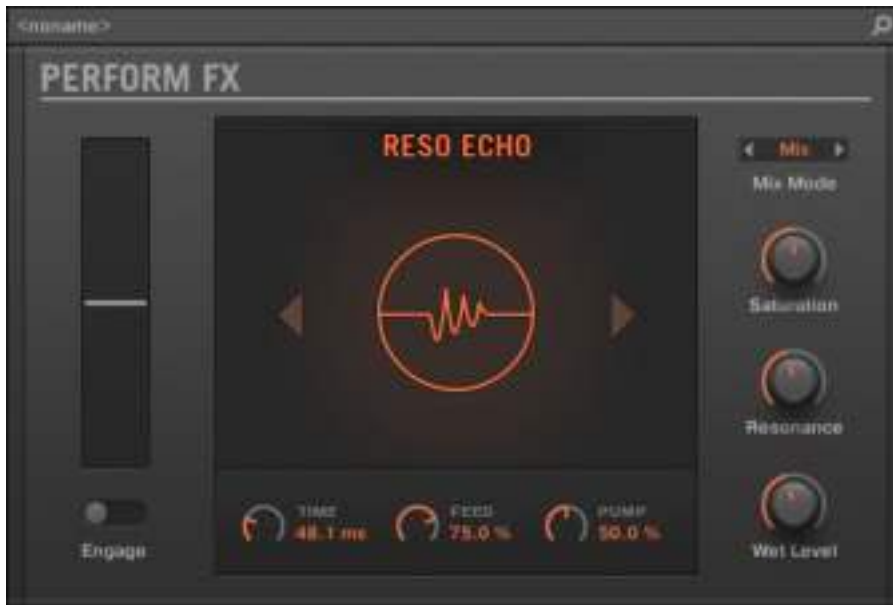 <noname>
PERFORM FX
RESO ECHO
Mix
Mix Mode
Saturation
Resonance
Wet Level
Engage
TIME
48.1 ms
FEED
75.0 %
PUMP
50.0 %